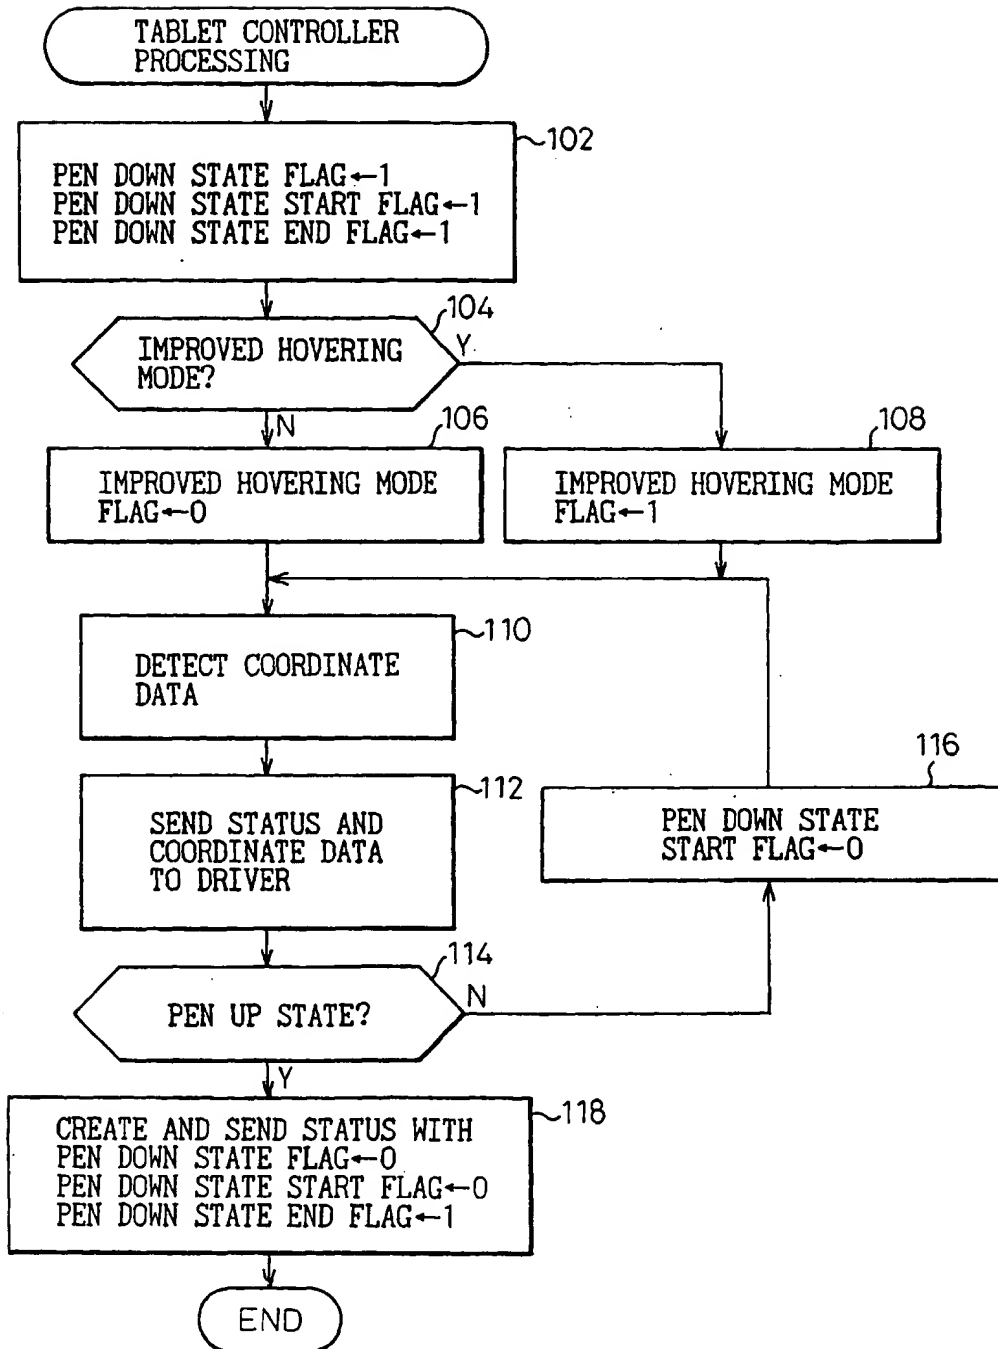 TABLET CONTROLLER
PROCESSING
102
PEN DOWN STATE FLAG←1
PEN DOWN STATE START FLAG←1
PEN DOWN STATE END FLAG←1
104
IMPROVED HOVERING
MODE?
Y
N
106
IMPROVED HOVERING MODE
FLAG←0
108
IMPROVED HOVERING MODE
FLAG←1
110
DETECT COORDINATE
DATA
112
SEND STATUS AND
COORDINATE DATA
TO DRIVER
116
PEN DOWN STATE
START FLAG←0
114
PEN UP STATE?
N
Y
118
CREATE AND SEND STATUS WITH
PEN DOWN STATE FLAG←0
PEN DOWN STATE START FLAG←0
PEN DOWN STATE END FLAG←1
END